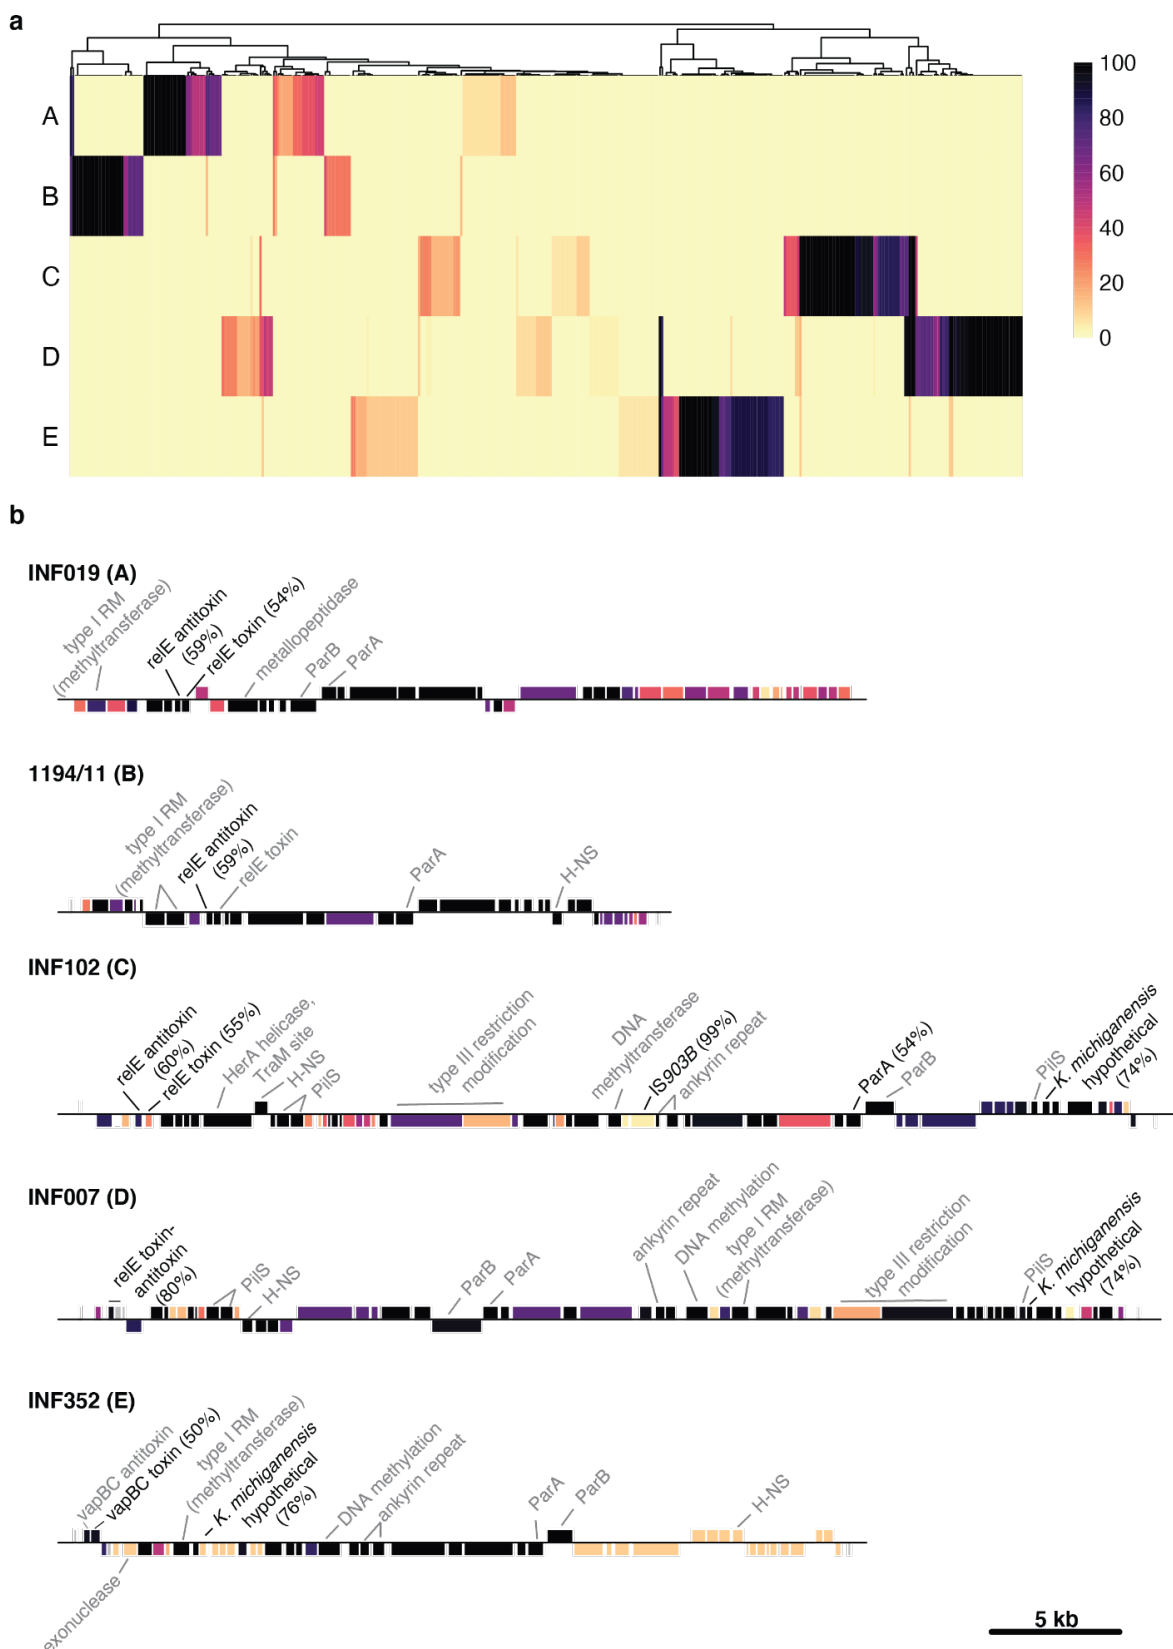 a
A
B
C
D
E
100
80
60
40
20
0
b
INF019 (A)
type I RM
(methyltransferase)
relE antitoxin
(59%)
relE toxin (54%)
metallopeptidase
ParB
ParA
1194/11 (B)
type I RM
(methyltransferase)
relE antitoxin
(59%)
relE toxin
ParA
H-NS
INF102 (C)
relE antitoxin
(60%)
relE toxin (55%)
HerA helicase,
TraM site
H-NS
PilS
type III restriction
modification
DNA
methyltransferase
IS903B (99%)
ankyrin repeat
ParA (54%)
ParB
PilS
K. michiganensis
hypothetical
(74%)
INF007 (D)
relE toxin-
antitoxin
(80%)
PilS
H-NS
ParB
ParA
ankyrin repeat
DNA methylation
type I RM
(methyltransferase)
type III restriction
modification
PilS
K. michiganensis
hypothetical
(74%)
INF352 (E)
vapBC antitoxin
vapBC toxin (50%)
exonuclease
type I RM
(methyltransferase)
K. michiganensis
hypothetical
(76%)
DNA methylation
ankyrin repeat
ParA
ParB
H-NS
5 kb